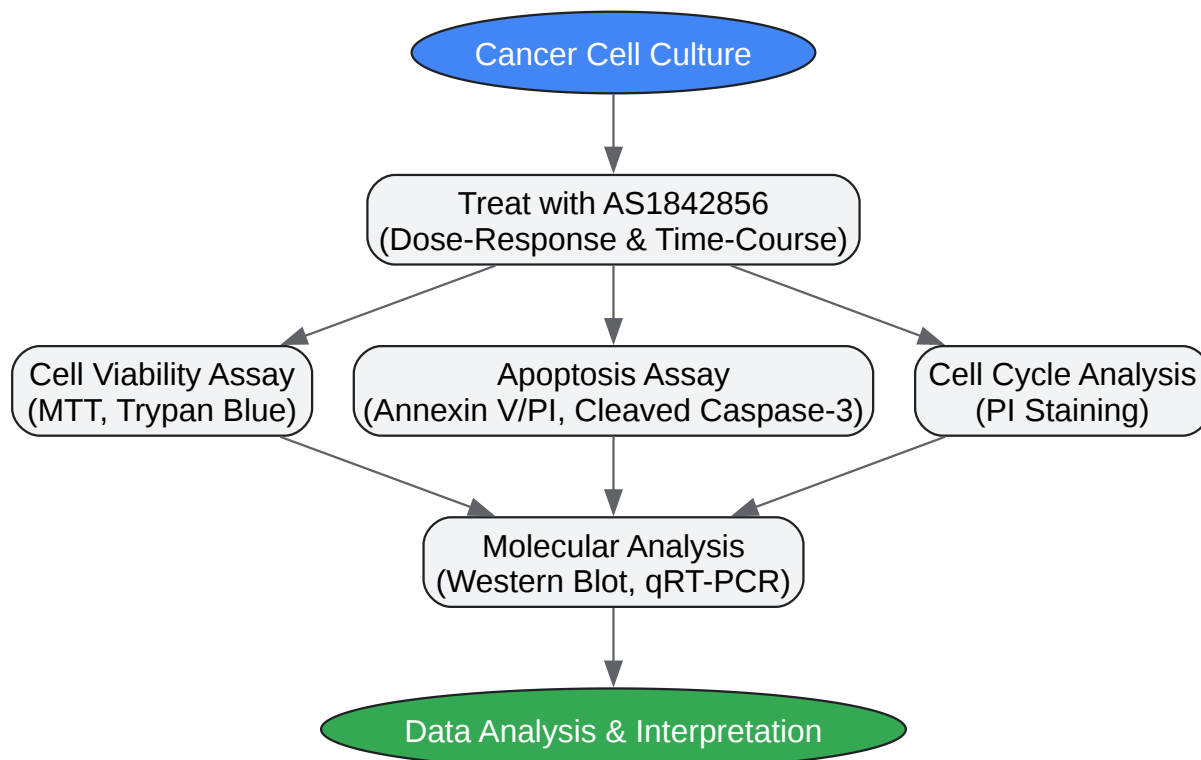 Cancer Cell Culture
Treat with AS1842856
(Dose-Response & Time-Course)
Cell Viability Assay
(MTT, Trypan Blue)
Apoptosis Assay
(Annexin V/PI, Cleaved Caspase-3)
Cell Cycle Analysis
(PI Staining)
Molecular Analysis
(Western Blot, qRT-PCR)
Data Analysis & Interpretation